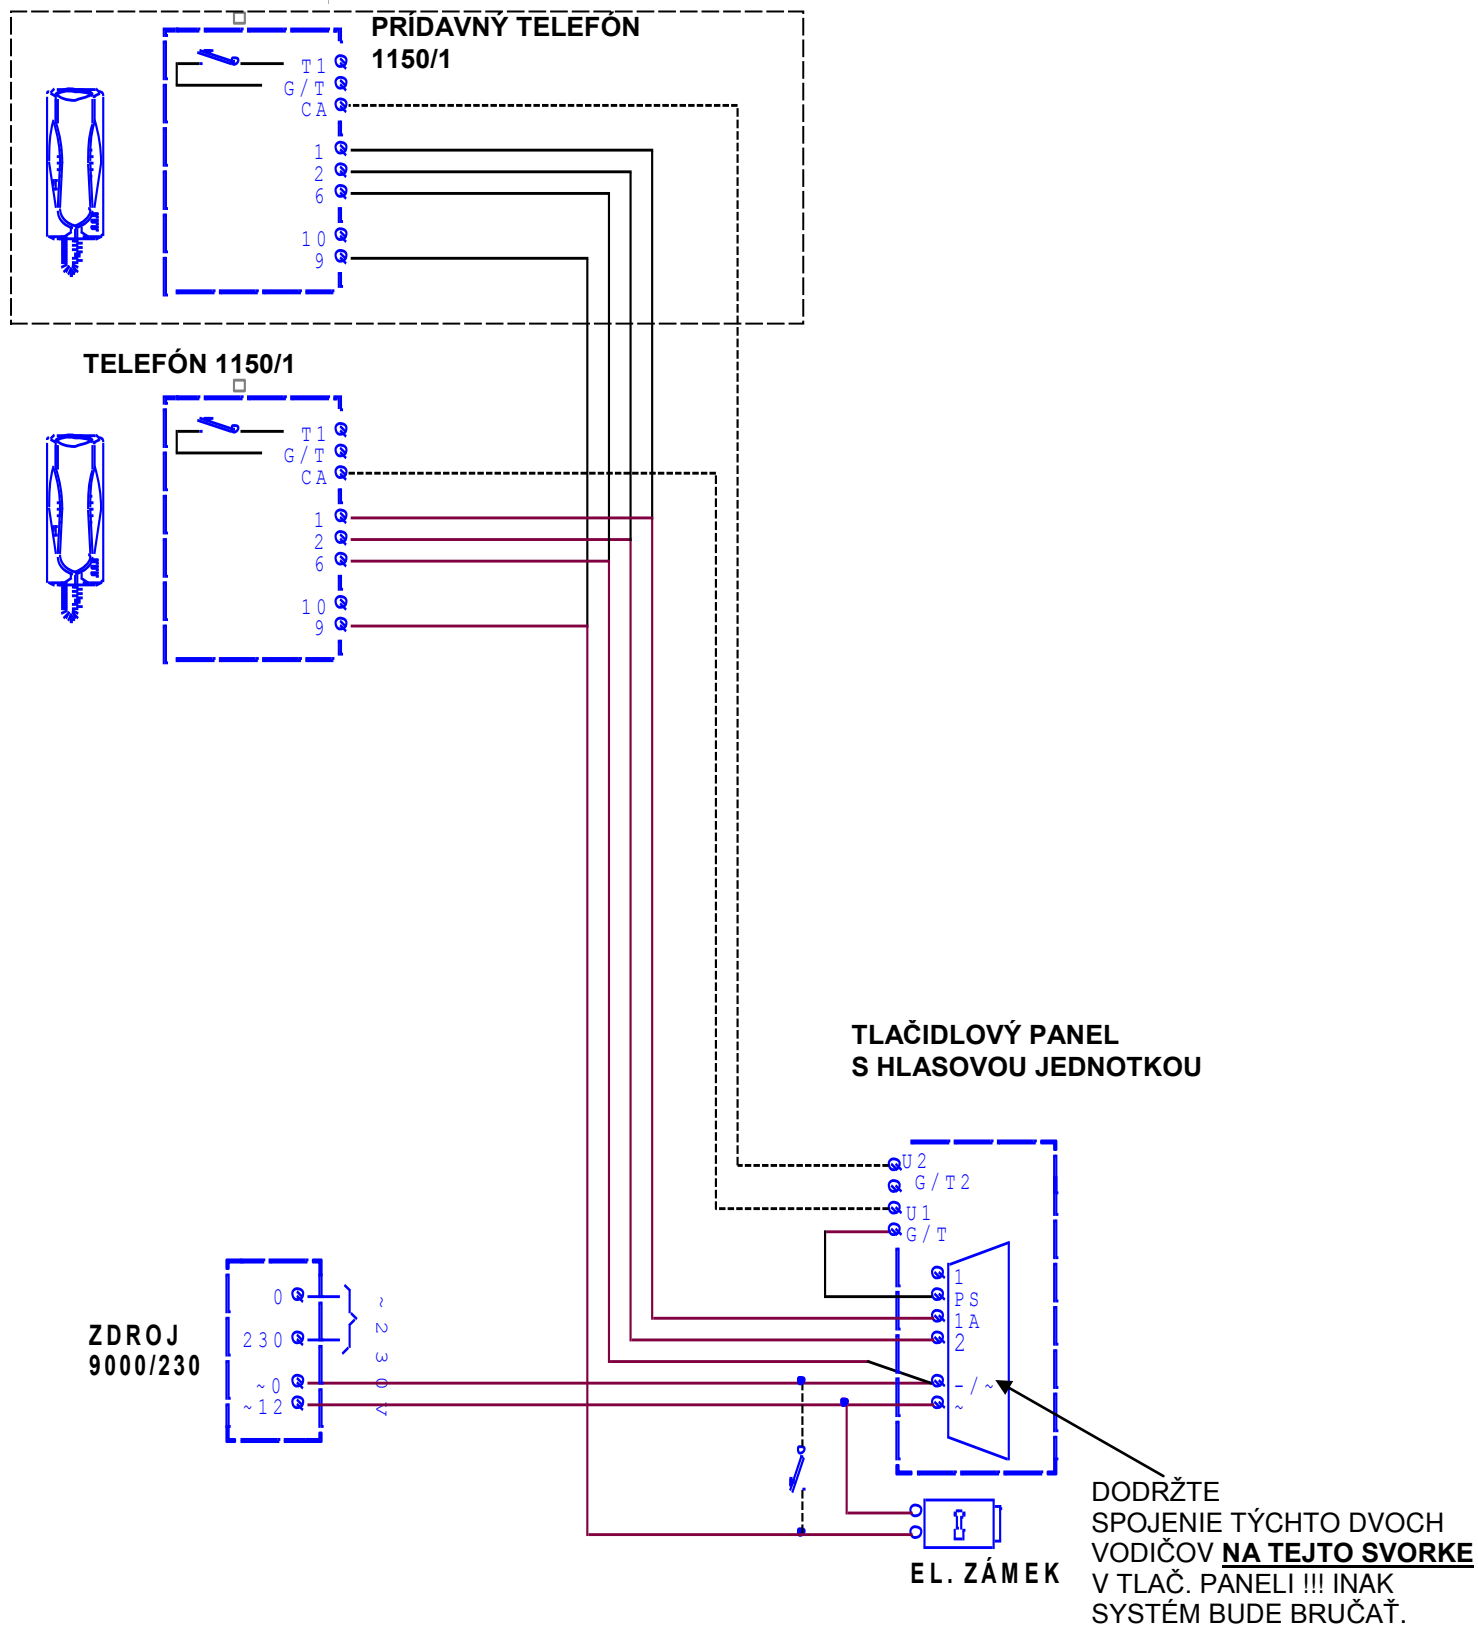 PRÍDAVNÝ TELEFÓN
1150/1
T1
G/T
CA
1
2
6
10
9
TELEFÓN 1150/1
T1
G/T
CA
1
2
6
10
9
TLAČIDLOVÝ PANEL
S HLASOVOU JEDNOTKOU
U2
G/T2
U1
G/T
1
PS
1A
2
-/~
~
ZDROJ
9000/230
0
230
~0
~12
~230V
EL. ZÁMEK
DODRŽTE
SPOJENIE TÝCHTO DVOCH
VODIČOV NA TEJTO SVORKE
V TLAČ. PANELI !!! INAK
SYSTÉM BUDE BRUČAŤ.